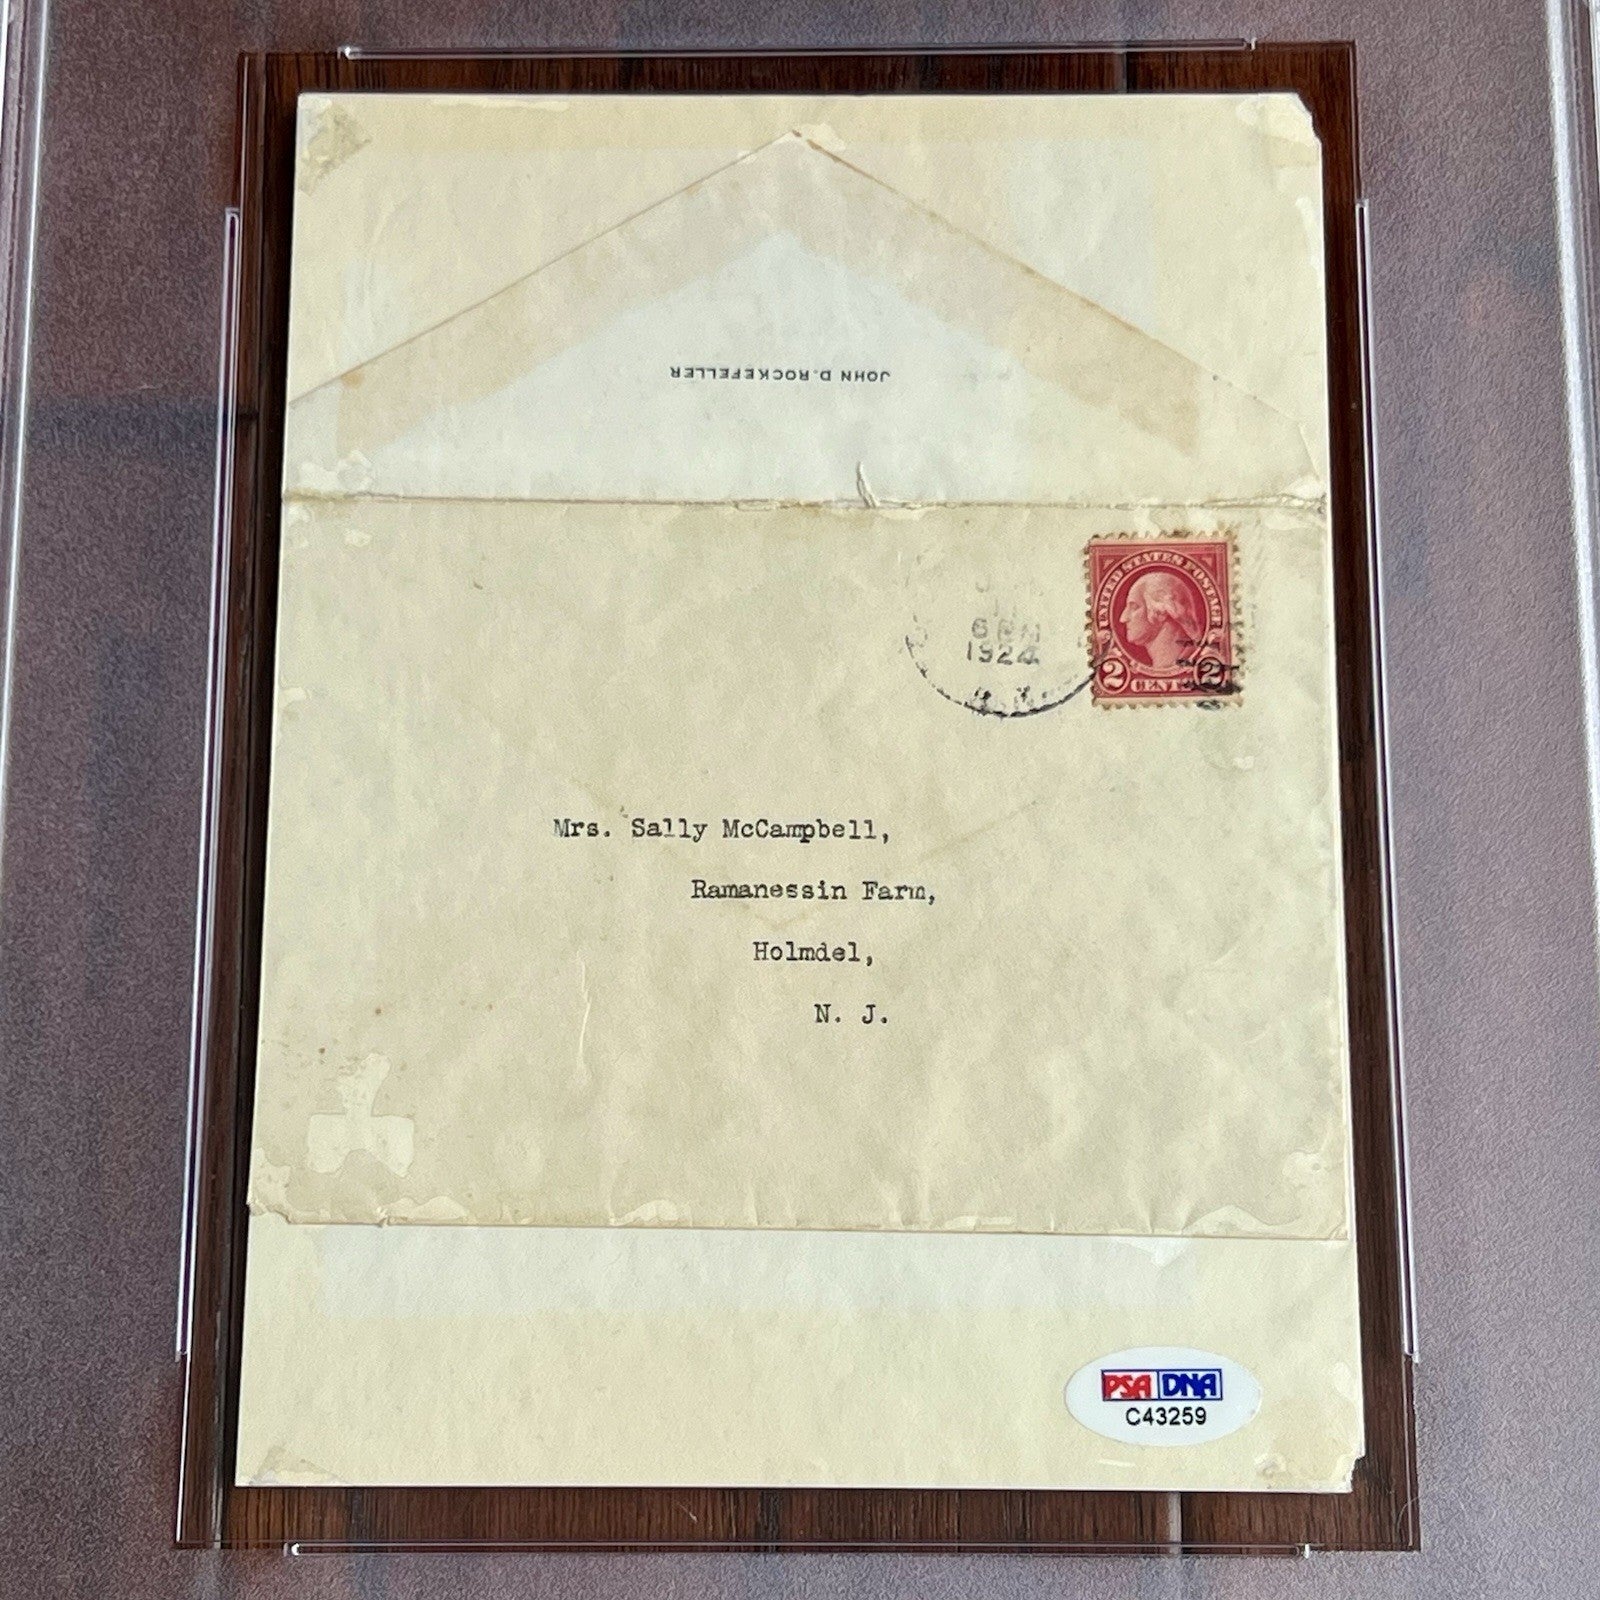 JOHN D. ROCKEFELLER
6 PM
1924
UNITED STATES POSTAGE
2 CENTS 2
Mrs. Sally McCampbell,
Ramanessin Farm,
Holmdel,
N. J.
PSA DNA
C43259